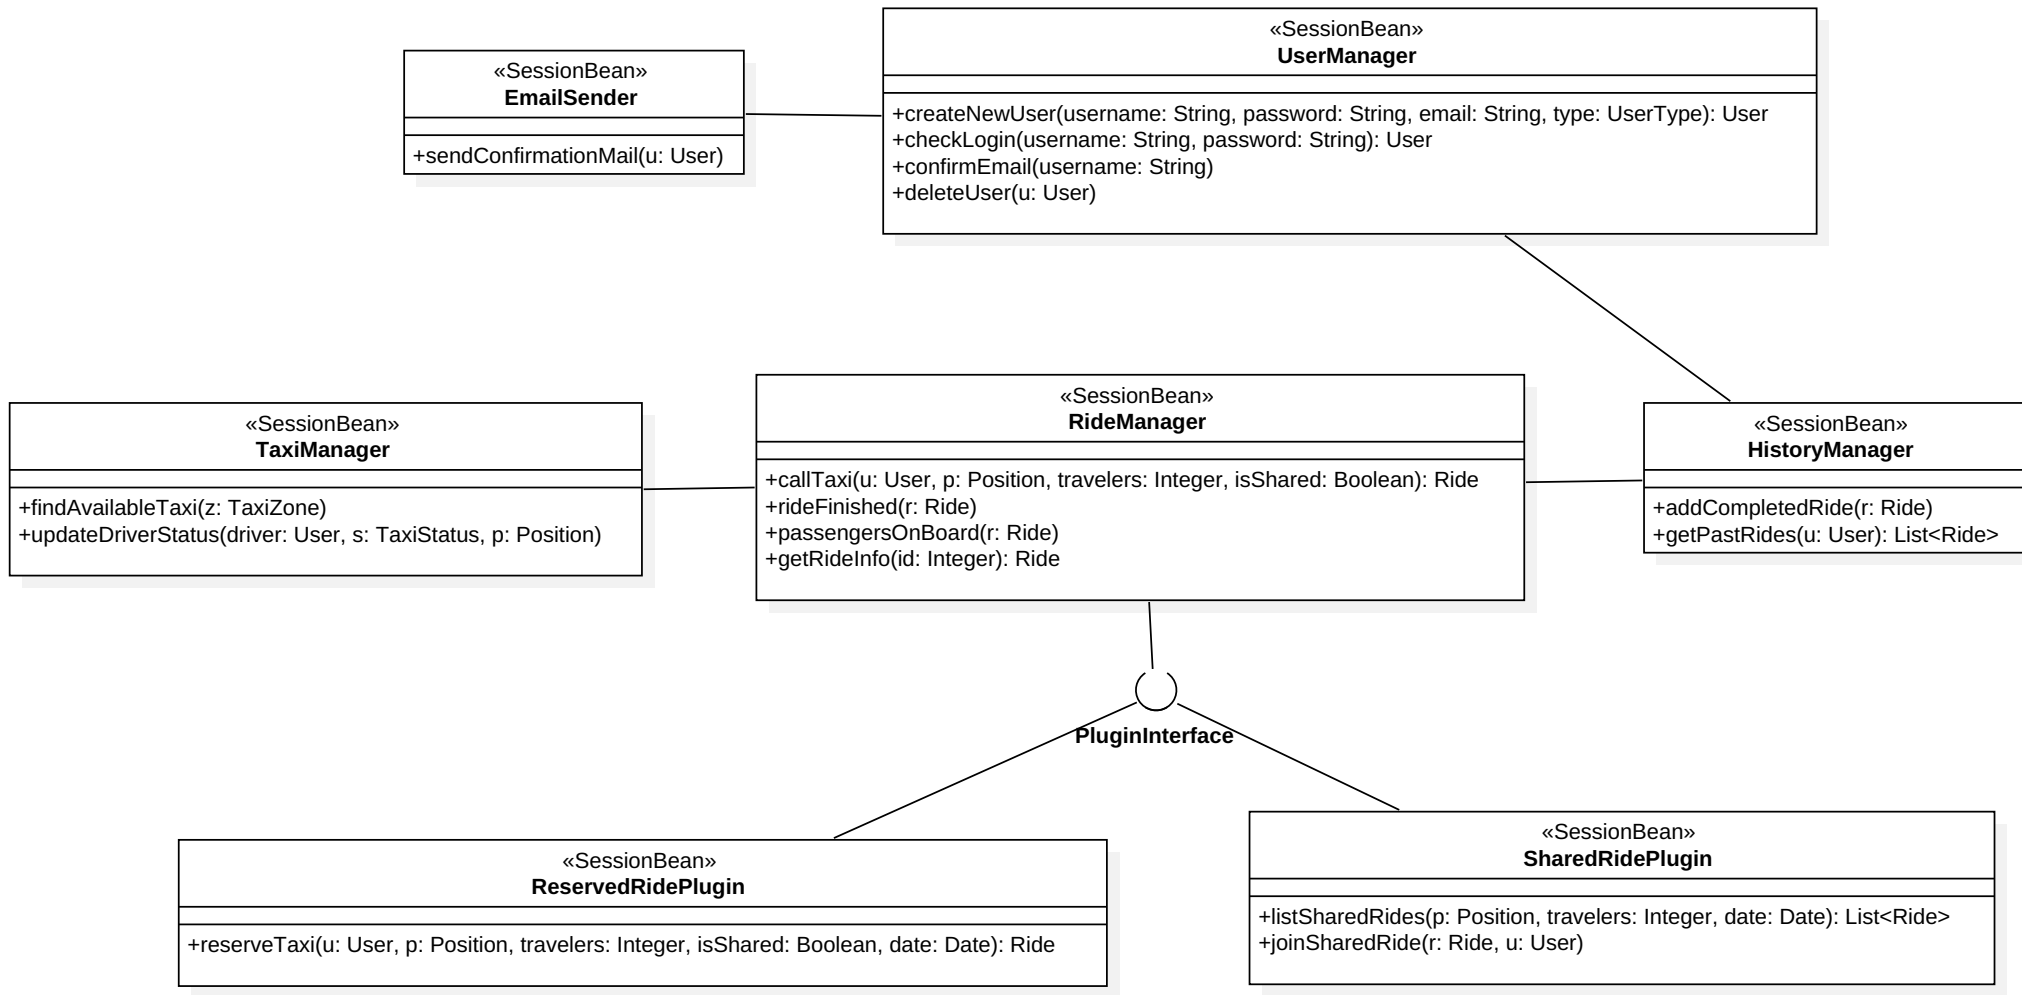 «SessionBean»
EmailSender
+sendConfirmationMail(u: User)
«SessionBean»
UserManager
+createNewUser(username: String, password: String, email: String, type: UserType): User
+checkLogin(username: String, password: String): User
+confirmEmail(username: String)
+deleteUser(u: User)
«SessionBean»
TaxiManager
+findAvailableTaxi(z: TaxiZone)
+updateDriverStatus(driver: User, s: TaxiStatus, p: Position)
«SessionBean»
RideManager
+callTaxi(u: User, p: Position, travelers: Integer, isShared: Boolean): Ride
+rideFinished(r: Ride)
+passengersOnBoard(r: Ride)
+getRideInfo(id: Integer): Ride
«SessionBean»
HistoryManager
+addCompletedRide(r: Ride)
+getPastRides(u: User): List<Ride>
PluginInterface
«SessionBean»
ReservedRidePlugin
+reserveTaxi(u: User, p: Position, travelers: Integer, isShared: Boolean, date: Date): Ride
«SessionBean»
SharedRidePlugin
+listSharedRides(p: Position, travelers: Integer, date: Date): List<Ride>
+joinSharedRide(r: Ride, u: User)